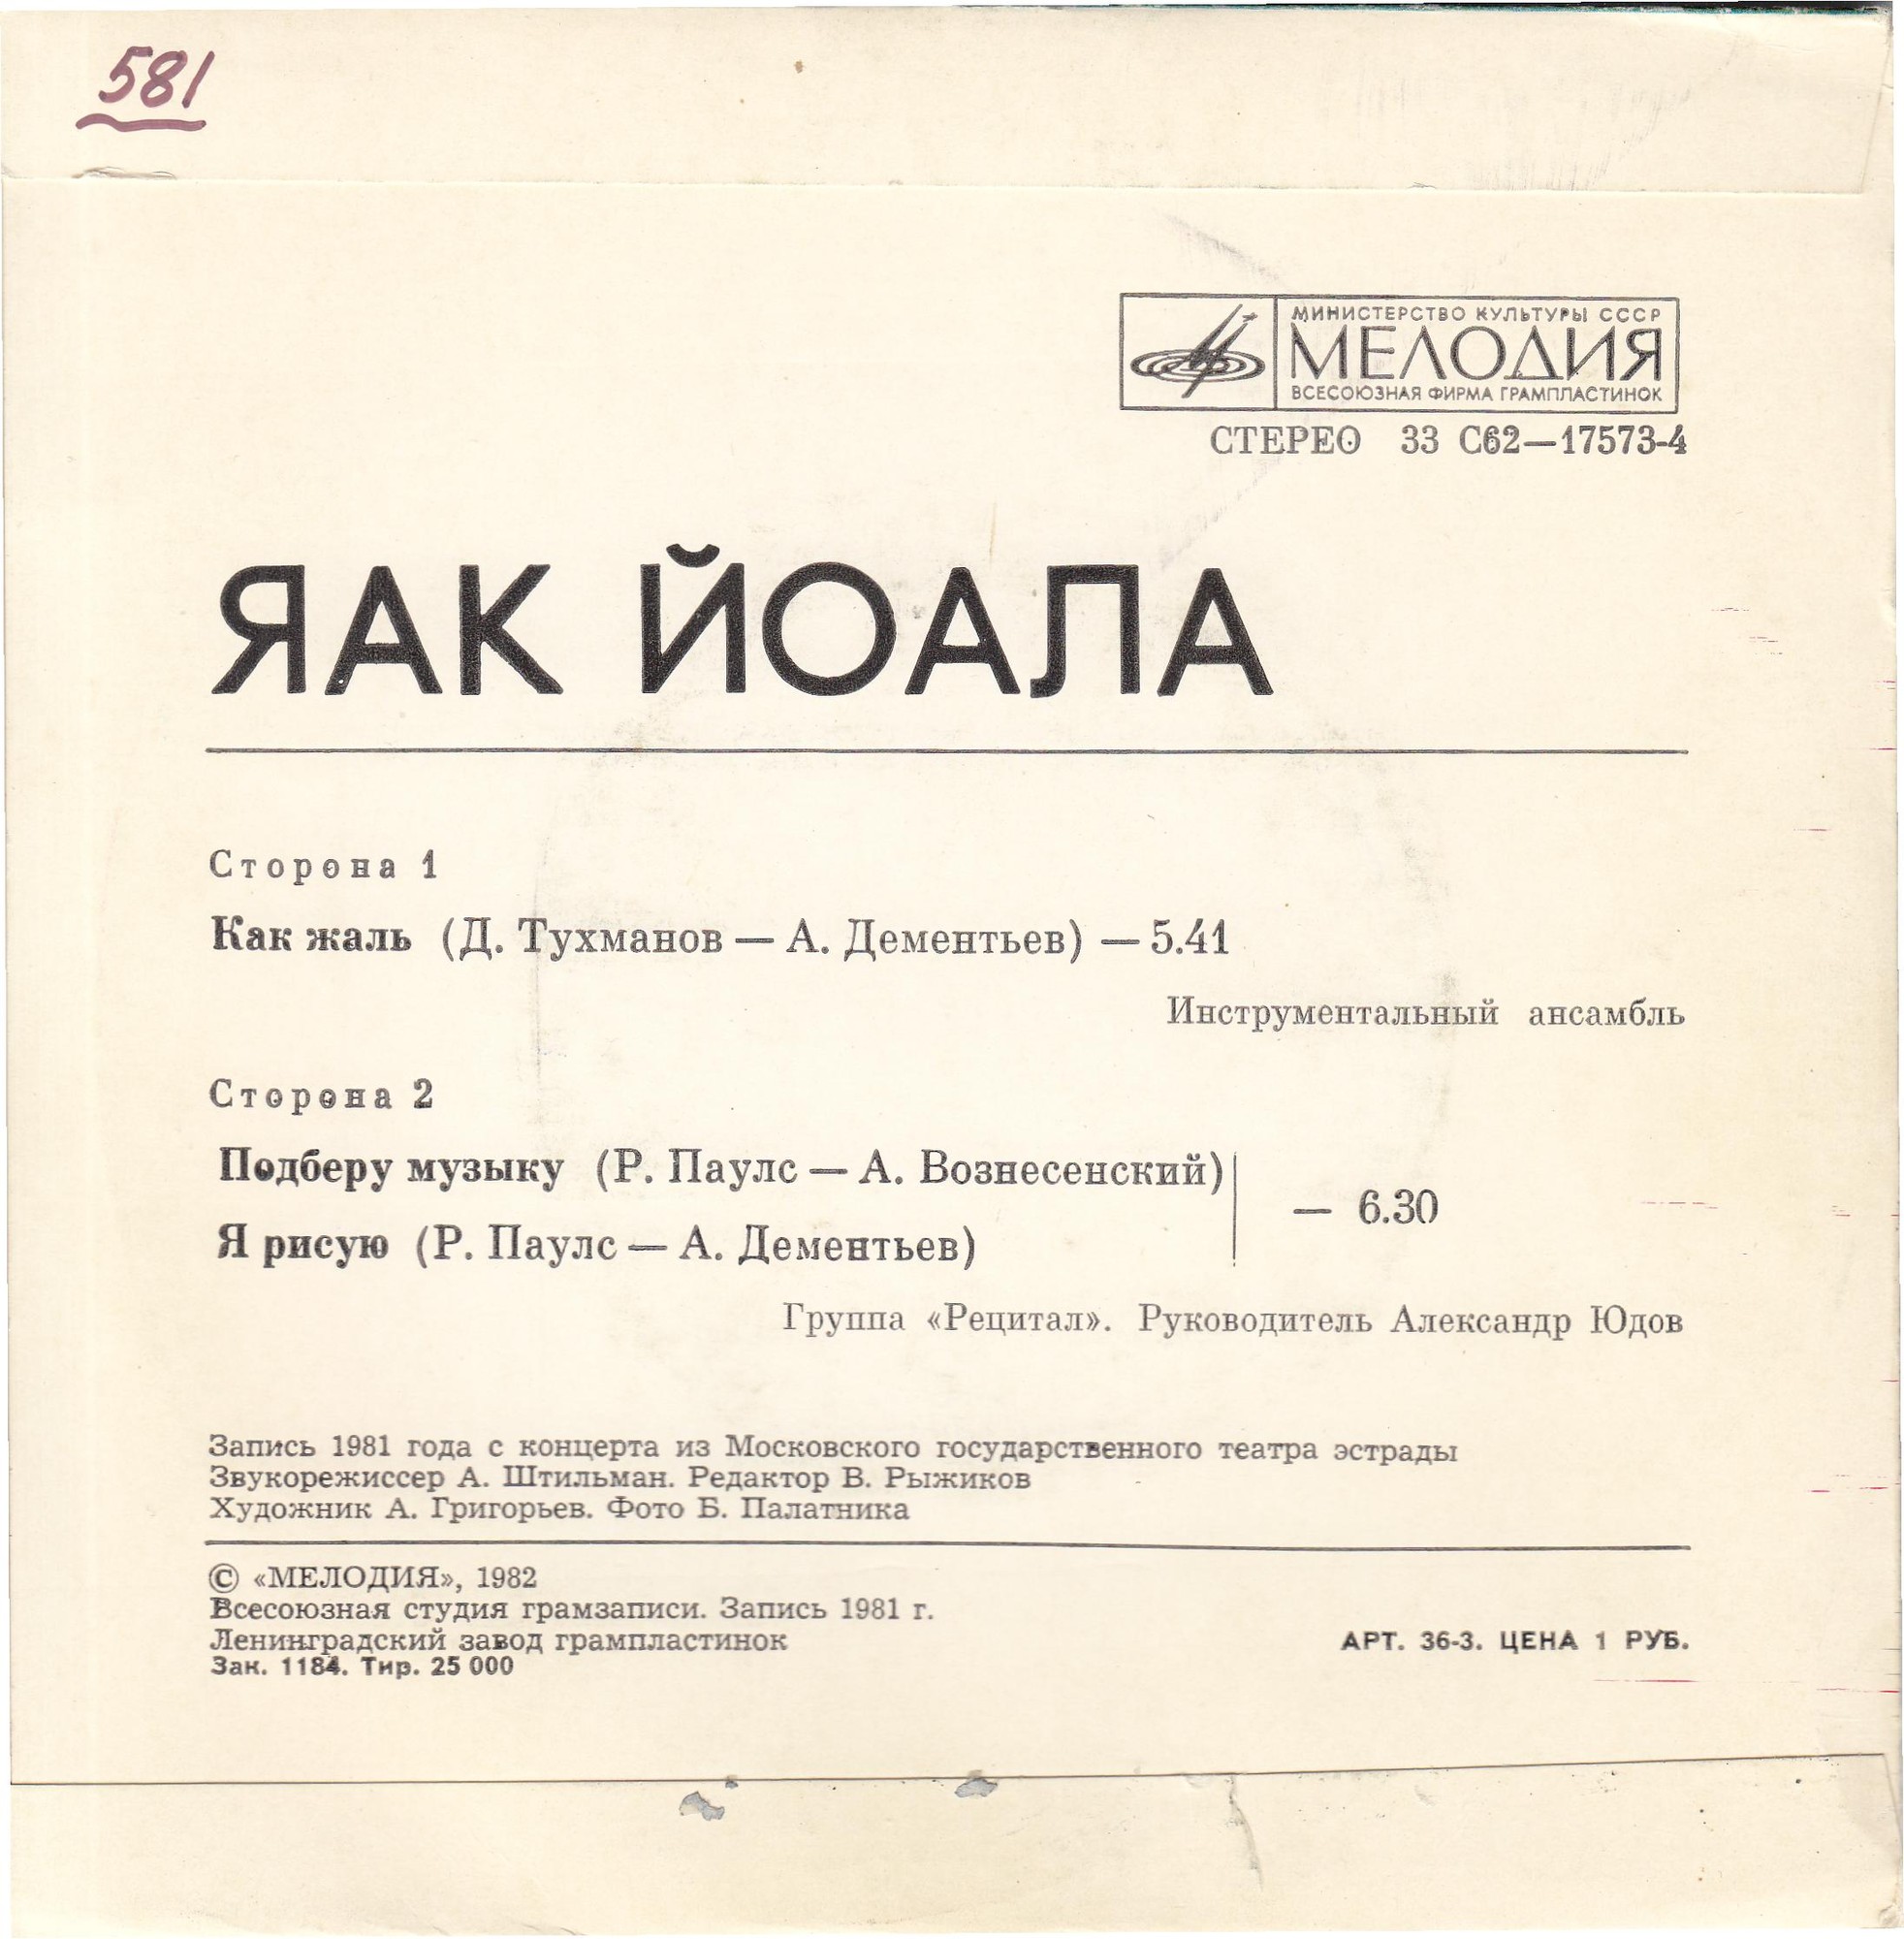 581
МИНИСТЕРСТВО КУЛЬТУРЫ СССР
МЕЛОДИЯ
ВСЕСОЮЗНАЯ ФИРМА ГРАМПЛАСТИНОК
СТЕРЕО 33 С62—17573-4
ЯАК ЙОАЛА
Сторона 1
Как жаль (Д. Тухманов — А. Дементьев) — 5.41
Инструментальный ансамбль
Сторона 2
Подберу музыку (Р. Паулс — А. Вознесенский)
— 6.30
Я рисую (Р. Паулс — А. Дементьев)
Группа «Рецитал». Руководитель Александр Юдов
Запись 1981 года с концерта из Московского государственного театра эстрады
Звукорежиссер А. Штильман. Редактор В. Рыжиков
Художник А. Григорьев. Фото Б. Палатника
© «МЕЛОДИЯ», 1982
Всесоюзная студия грамзаписи. Запись 1981 г.
Ленинградский завод грампластинок
Зак. 1184. Тир. 25 000
АРТ. 36-3. ЦЕНА 1 РУБ.